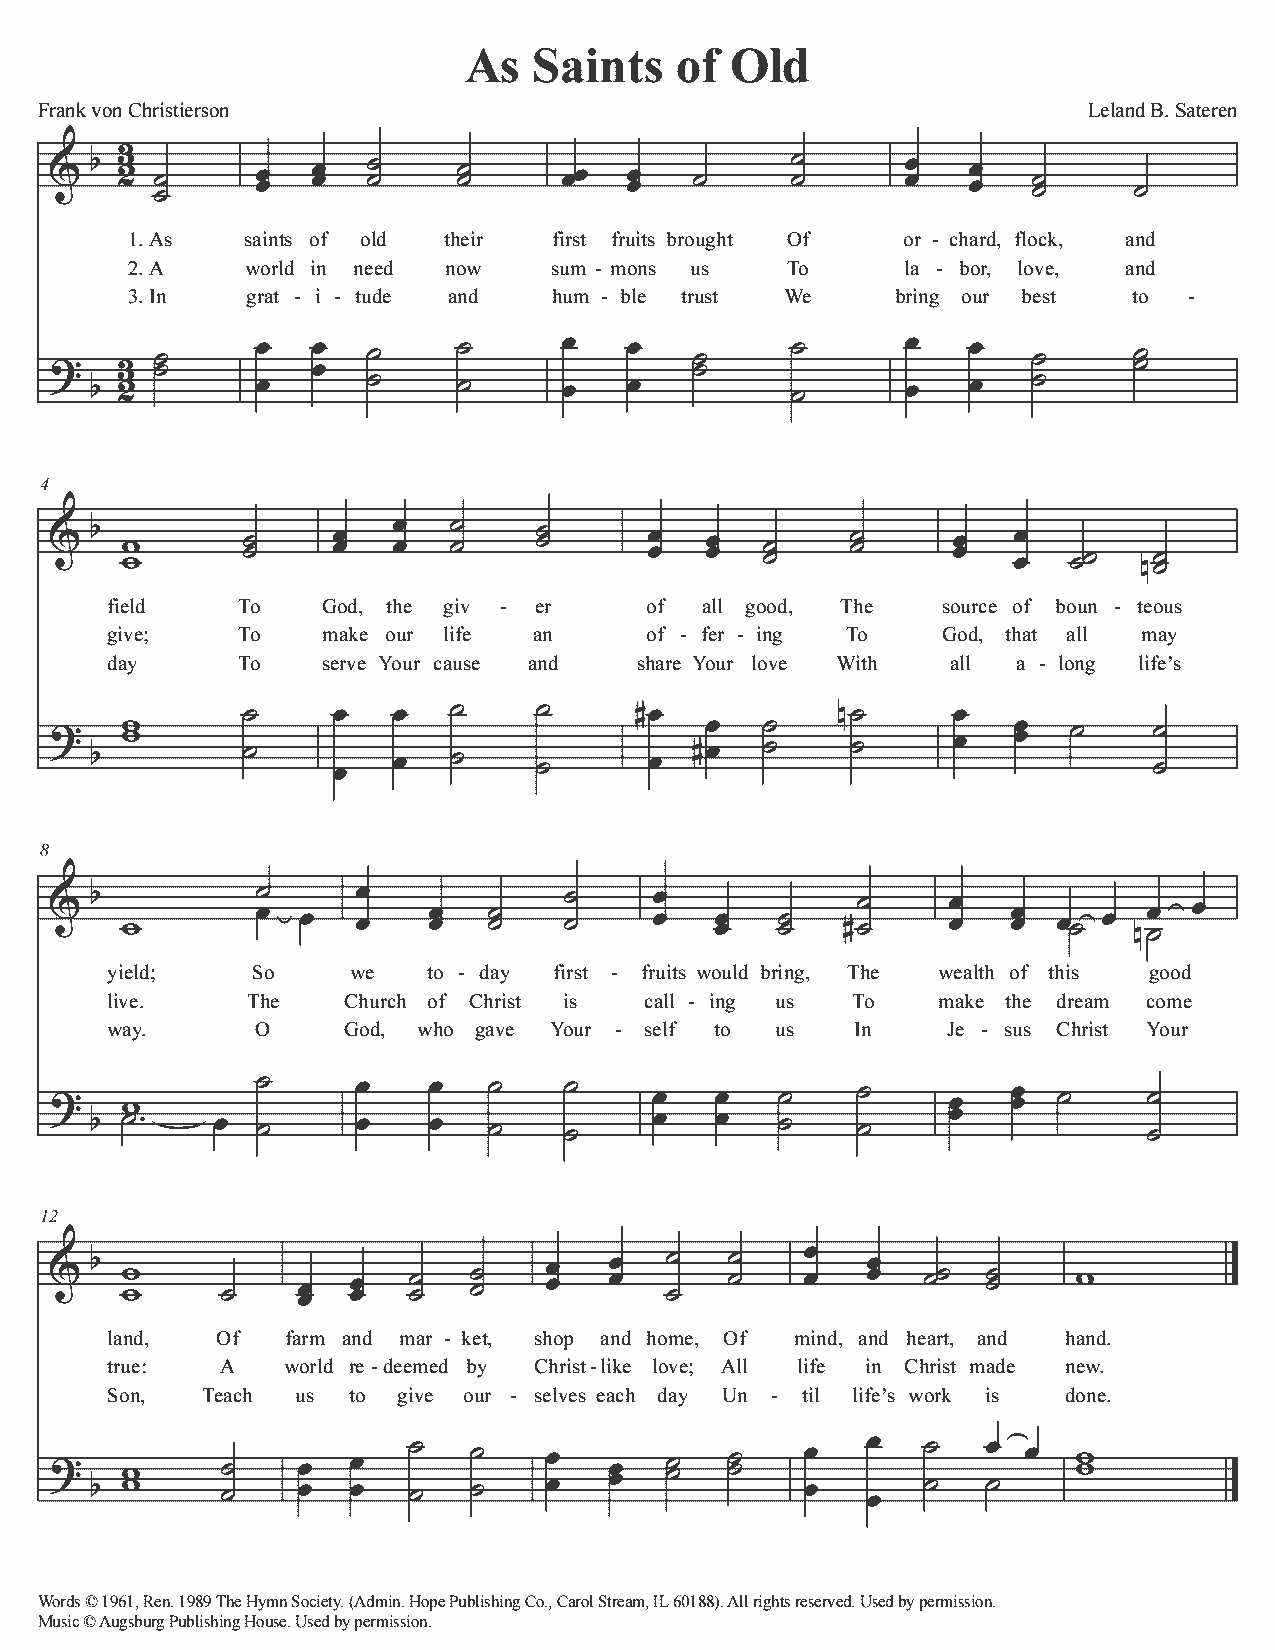 As Saints of Old
Frank von Christierson
Leland B. Sateren
1. As saints of old their first fruits brought Of or - chard, flock, and
2. A world in need now sum - mons us To la - bor, love, and
3. In grat - i - tude and hum - ble trust We bring our best to -
4
field To God, the giv - er of all good, The source of boun - teous
give; To make our life an of - fer - ing To God, that all may
day To serve Your cause and share Your love With all a - long life's
8
yield; So we to - day first - fruits would bring, The wealth of this good
live. The Church of Christ is call - ing us To make the dream come
way. O God, who gave Your - self to us In Je - sus Christ Your
12
land, Of farm and mar - ket, shop and home, Of mind, and heart, and hand.
true: A world re - deemed by Christ - like love; All life in Christ made new.
Son, Teach us to give our - selves each day Un - til life's work is done.
Words © 1961, Ren. 1989 The Hymn Society. (Admin. Hope Publishing Co., Carol Stream, IL 60188). All rights reserved. Used by permission.
Music © Augsburg Publishing House. Used by permission.